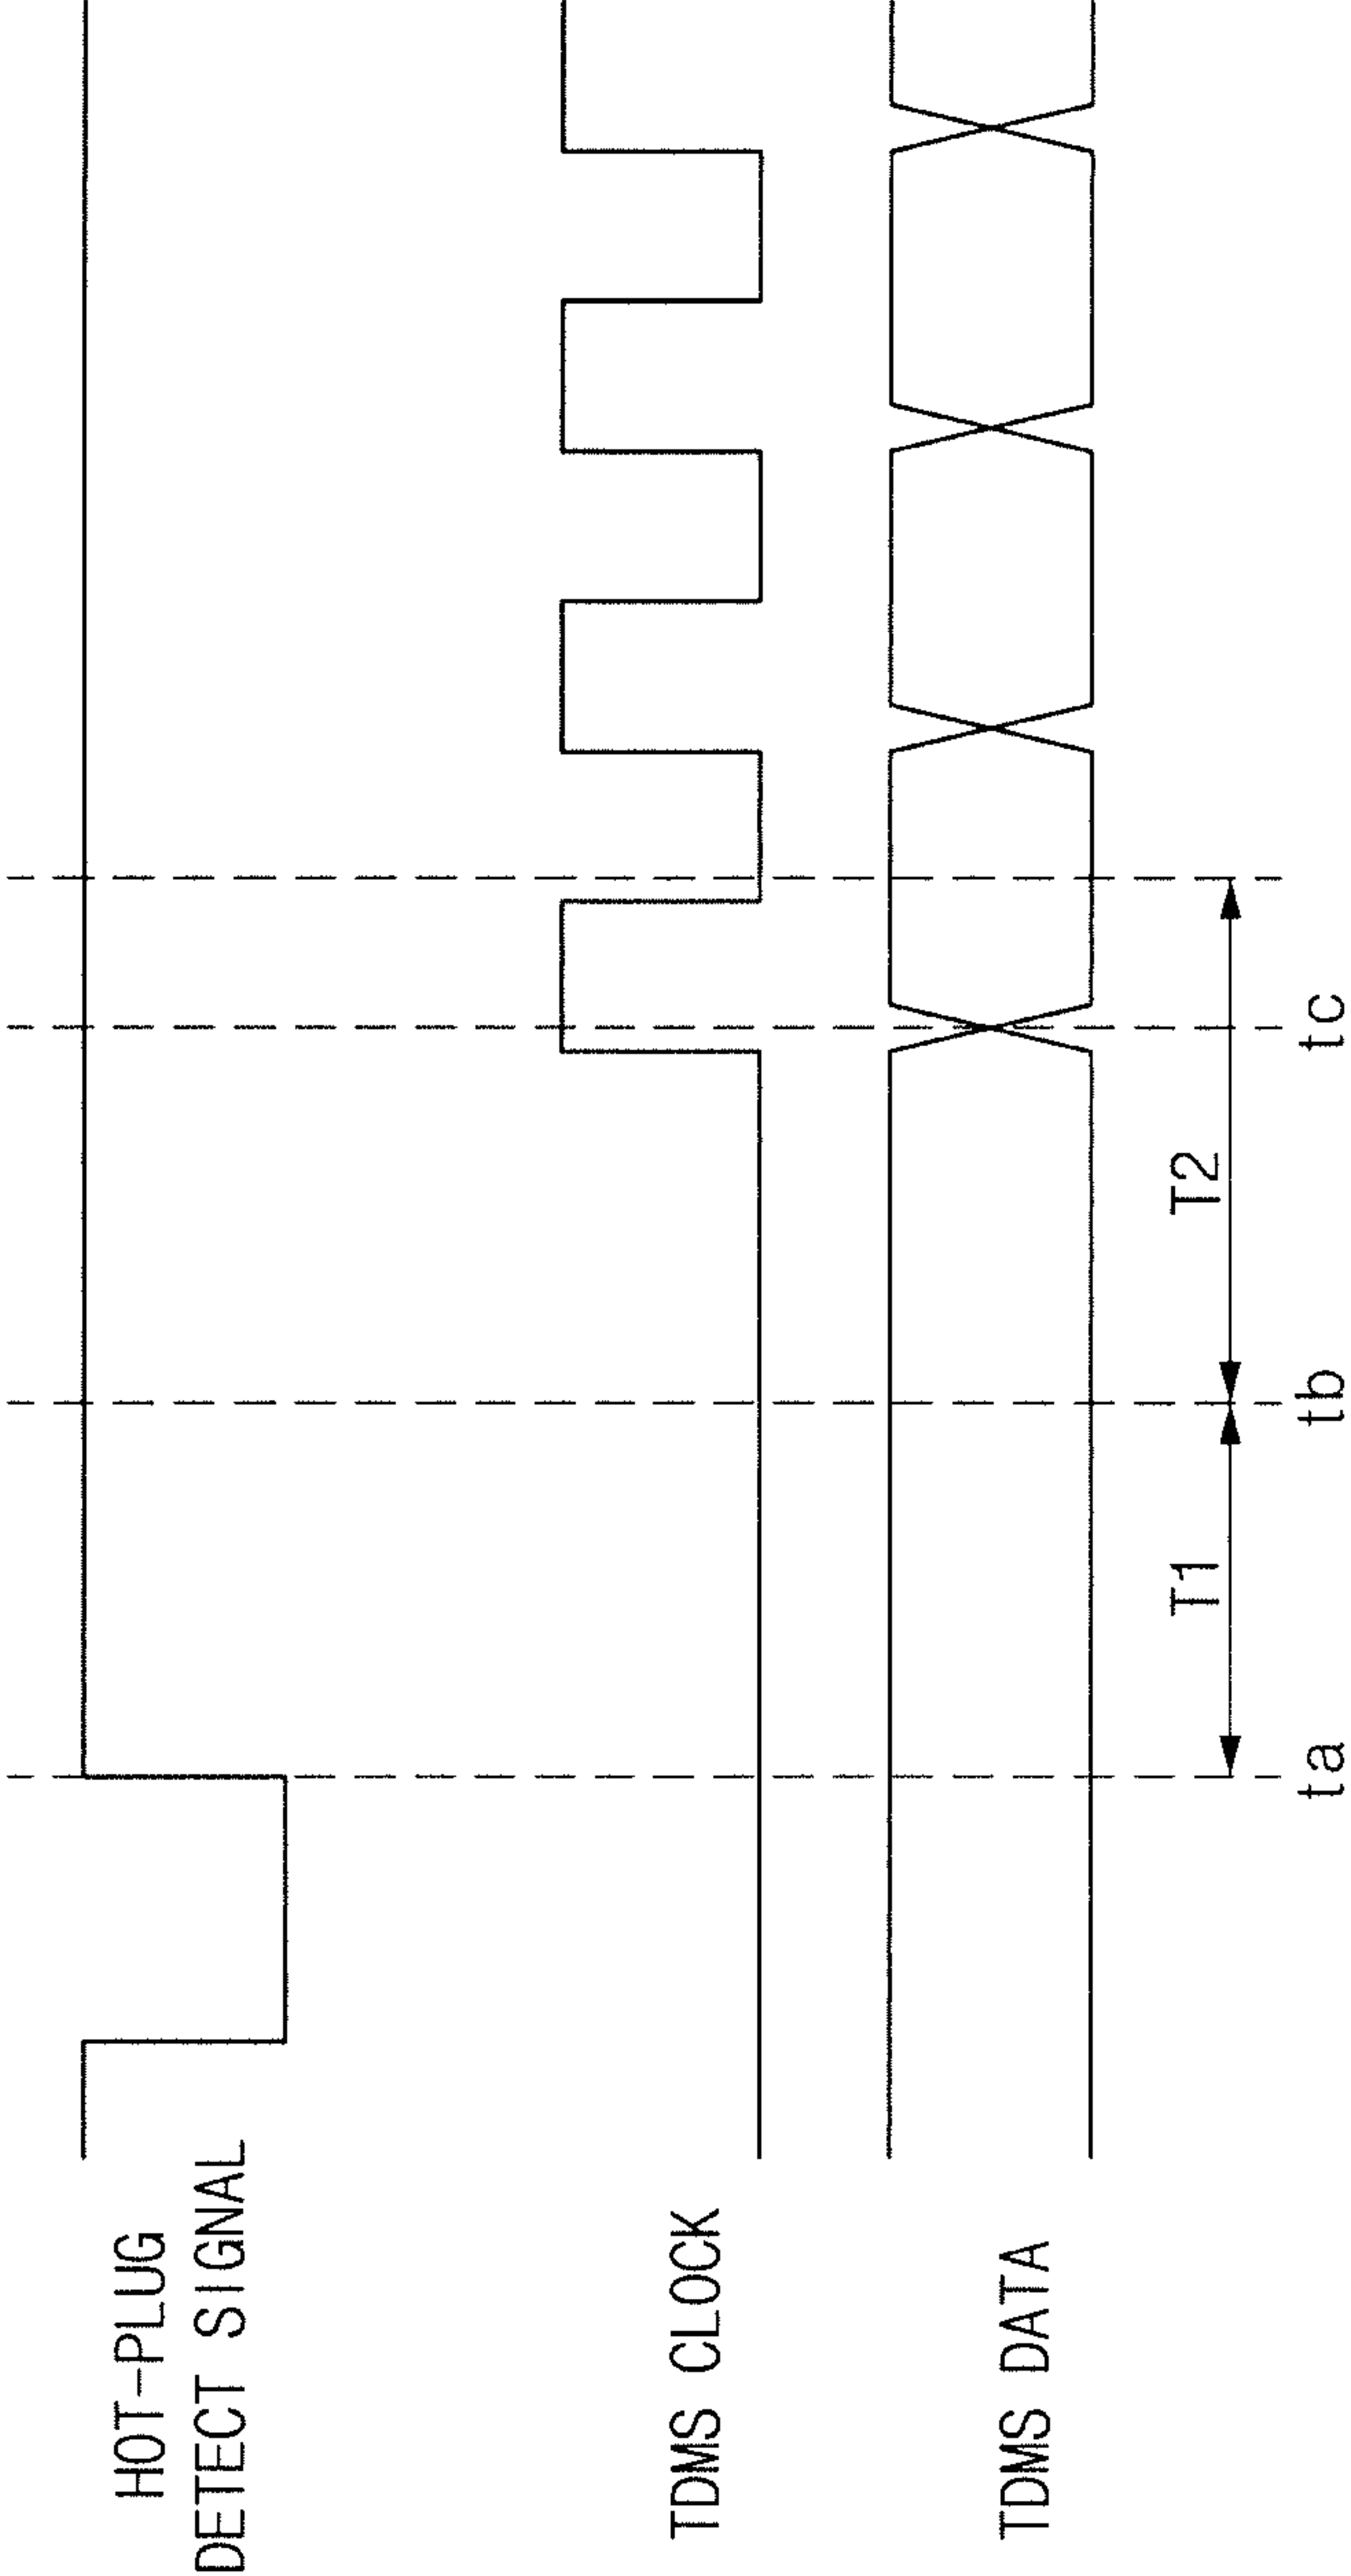 HOT-PLUG
DETECT SIGNAL
TDMS CLOCK
TDMS DATA
T1
T2
ta
tb
tc